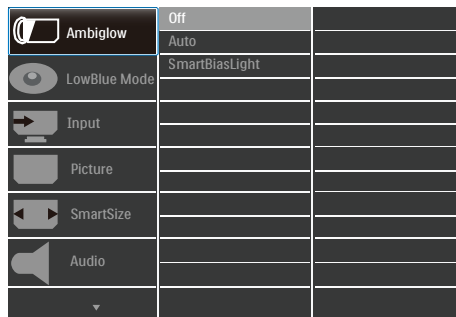 Ambiglow
LowBlue Mode
Input
Picture
SmartSize
Audio
Off
Auto
SmartBiasLight